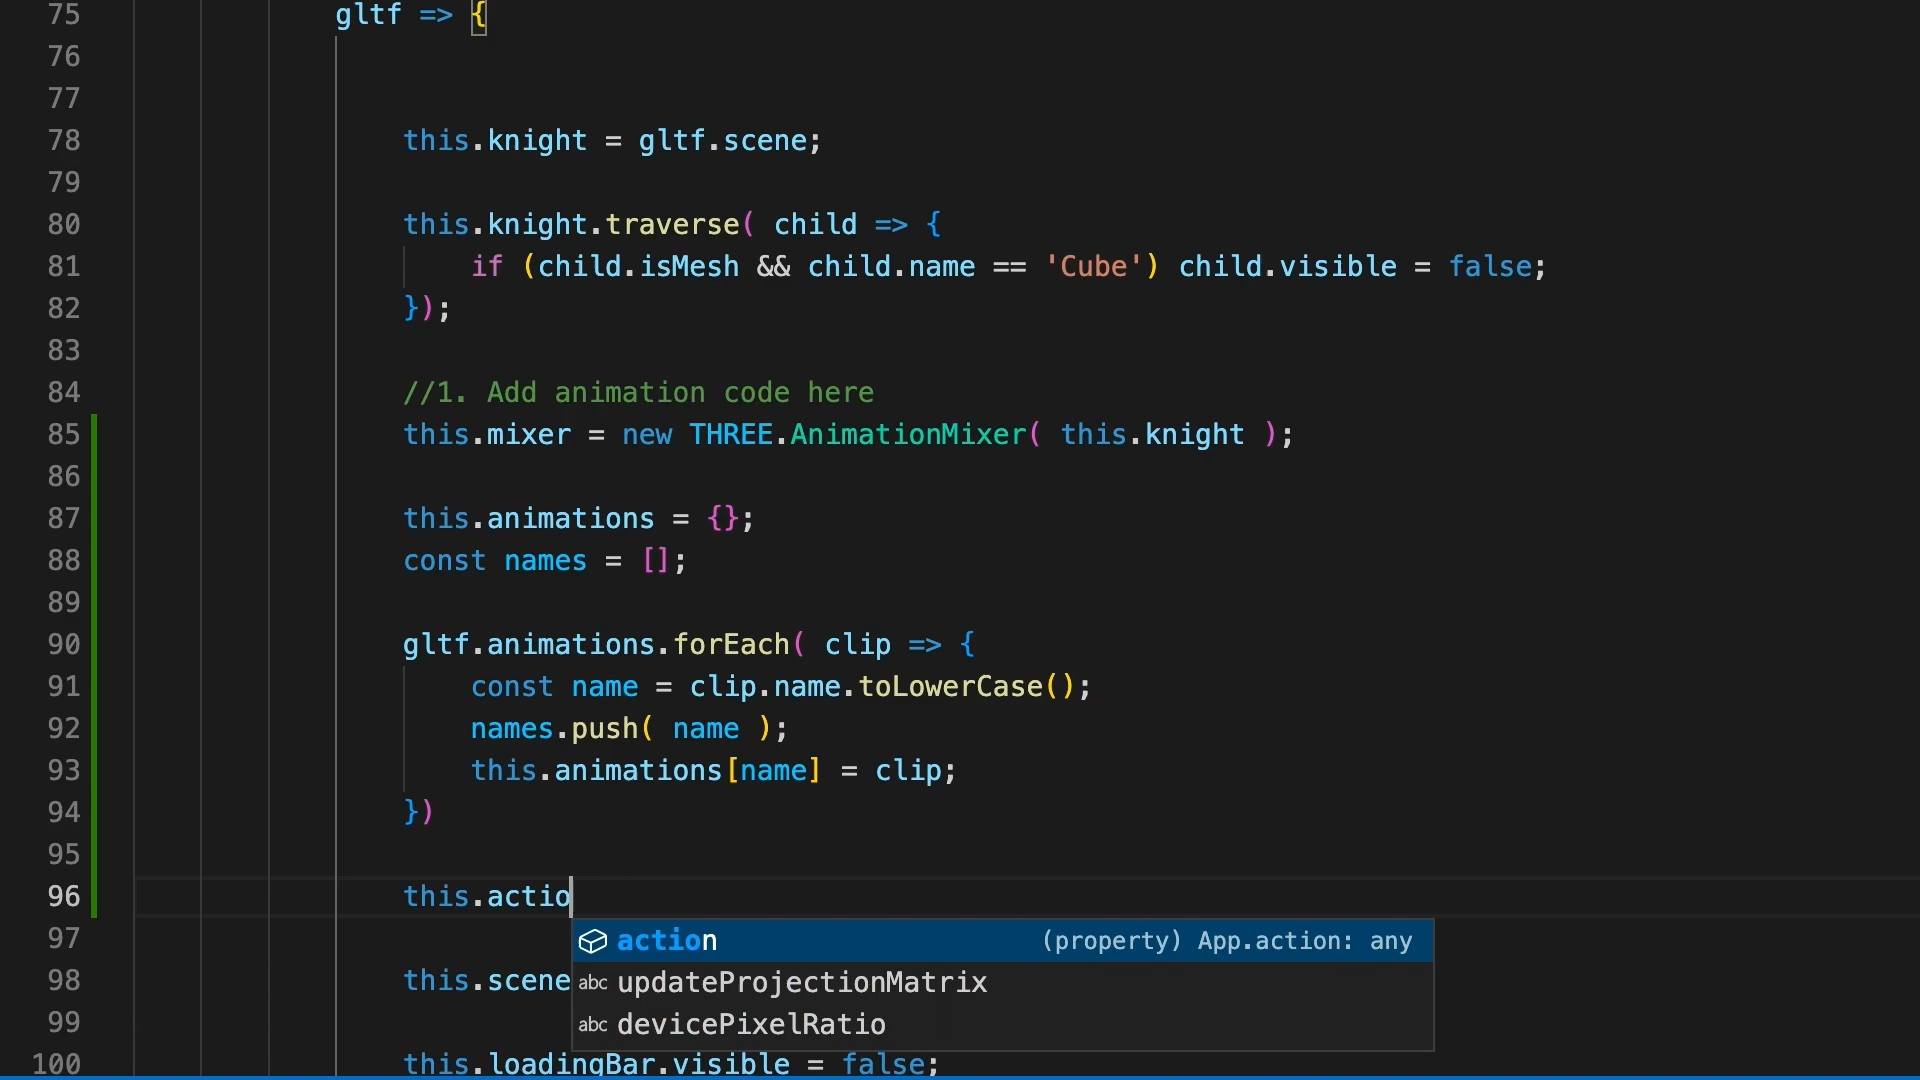 75 gltf => {
76
77
78 this.knight = gltf.scene;
79
80 this.knight.traverse( child => {
81 if (child.isMesh && child.name == 'Cube') child.visible = false;
82 });
83
84 //1. Add animation code here
85 this.mixer = new THREE.AnimationMixer( this.knight );
86
87 this.animations = {};
88 const names = [];
89
90 gltf.animations.forEach( clip => {
91 const name = clip.name.toLowerCase();
92 names.push( name );
93 this.animations[name] = clip;
94 })
95
96 this.actio
97 action (property) App.action: any
98 this.scene abc updateProjectionMatrix
99 abc devicePixelRatio
100 this.loadingBar.visible = false;